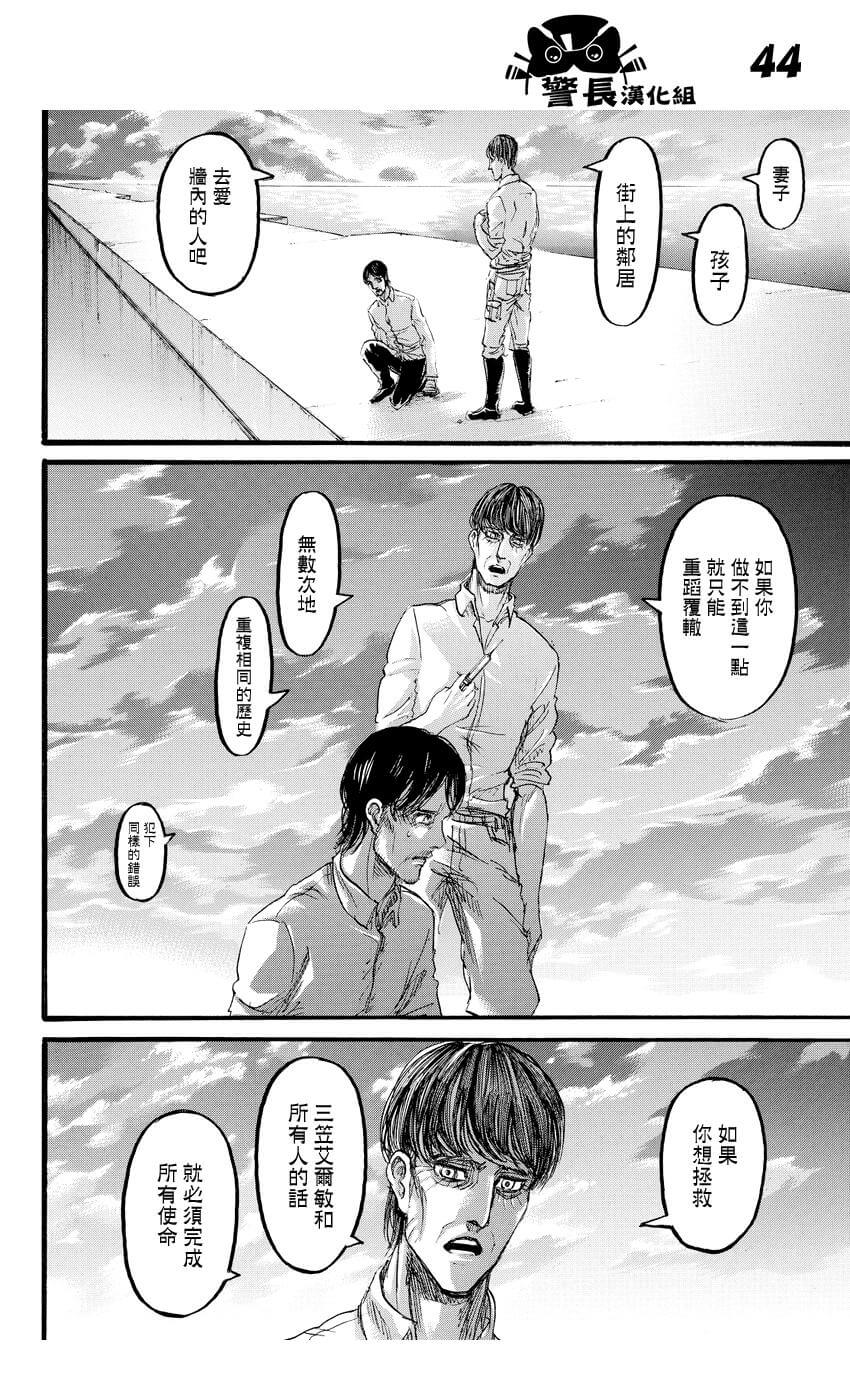 警長漢化組
44
妻子
孩子
街上的鄰居
去愛
牆內的人吧
如果你
做不到這一點
就只能
重蹈覆轍
無數次地
重複相同的歷史
犯下
同樣的錯誤
如果
你想拯救
三笠艾爾敏和
所有人的話
就必須完成
所有使命